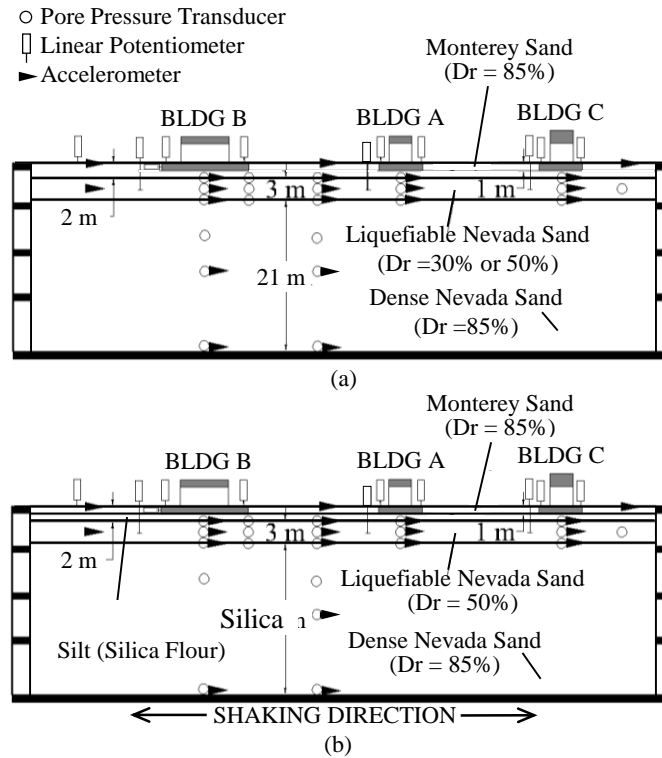 Pore Pressure Transducer
Linear Potentiometer
Accelerometer
Monterey Sand
(Dr = 85%)
BLDG B
BLDG A
BLDG C
3 m
1 m
2 m
Liquefiable Nevada Sand
(Dr =30% or 50%)
21 m
Dense Nevada Sand
(Dr =85%)
(a)
Monterey Sand
(Dr = 85%)
BLDG B
BLDG A
BLDG C
3 m
1 m
2 m
Liquefiable Nevada Sand
(Dr = 50%)
Silica
Silt (Silica Flour)
Dense Nevada Sand
(Dr = 85%)
SHAKING DIRECTION
(b)